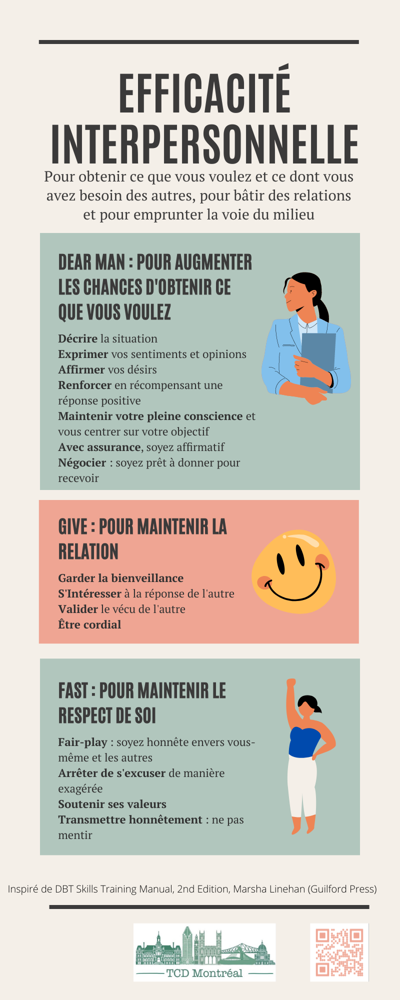 EFFICACITÉ
INTERPERSONNELLE
Pour obtenir ce que vous voulez et ce dont vous
avez besoin des autres, pour bâtir des relations
et pour emprunter la voie du milieu
DEAR MAN : POUR AUGMENTER
LES CHANCES D'OBTENIR CE
QUE VOUS VOULEZ
Décrire la situation
Exprimer vos sentiments et opinions
Affirmer vos désirs
Renforcer en récompensant une
réponse positive
Maintenir votre pleine conscience et
vous centrer sur votre objectif
Avec assurance, soyez affirmatif
Négocier : soyez prêt à donner pour
recevoir
GIVE : POUR MAINTENIR LA
RELATION
Garder la bienveillance
S'Intéresser à la réponse de l'autre
Valider le vécu de l'autre
Être cordial
FAST : POUR MAINTENIR LE
RESPECT DE SOI
Fair-play : soyez honnête envers vous-
même et les autres
Arrêter de s'excuser de manière
exagérée
Soutenir ses valeurs
Transmettre honnêtement : ne pas
mentir
Inspiré de DBT Skills Training Manual, 2nd Edition, Marsha Linehan (Guilford Press)
TCD Montréal